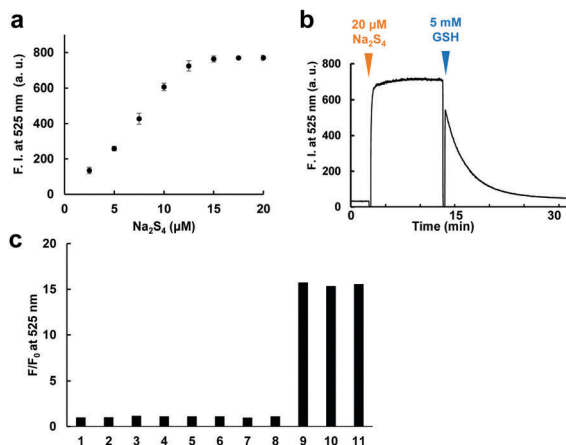 a
F. I. at 525 nm (a. u.)
800
600
400
200
0
0
5
10
15
20
Na₂S₄ (µM)
b
20 µM
Na₂S₄
5 mM
GSH
F. I. at 525 nm (a. u.)
800
600
400
200
0
0
15
30
Time (min)
c
F/F₀ at 525 nm
20
15
10
5
0
1 2 3 4 5 6 7 8 9 10 11